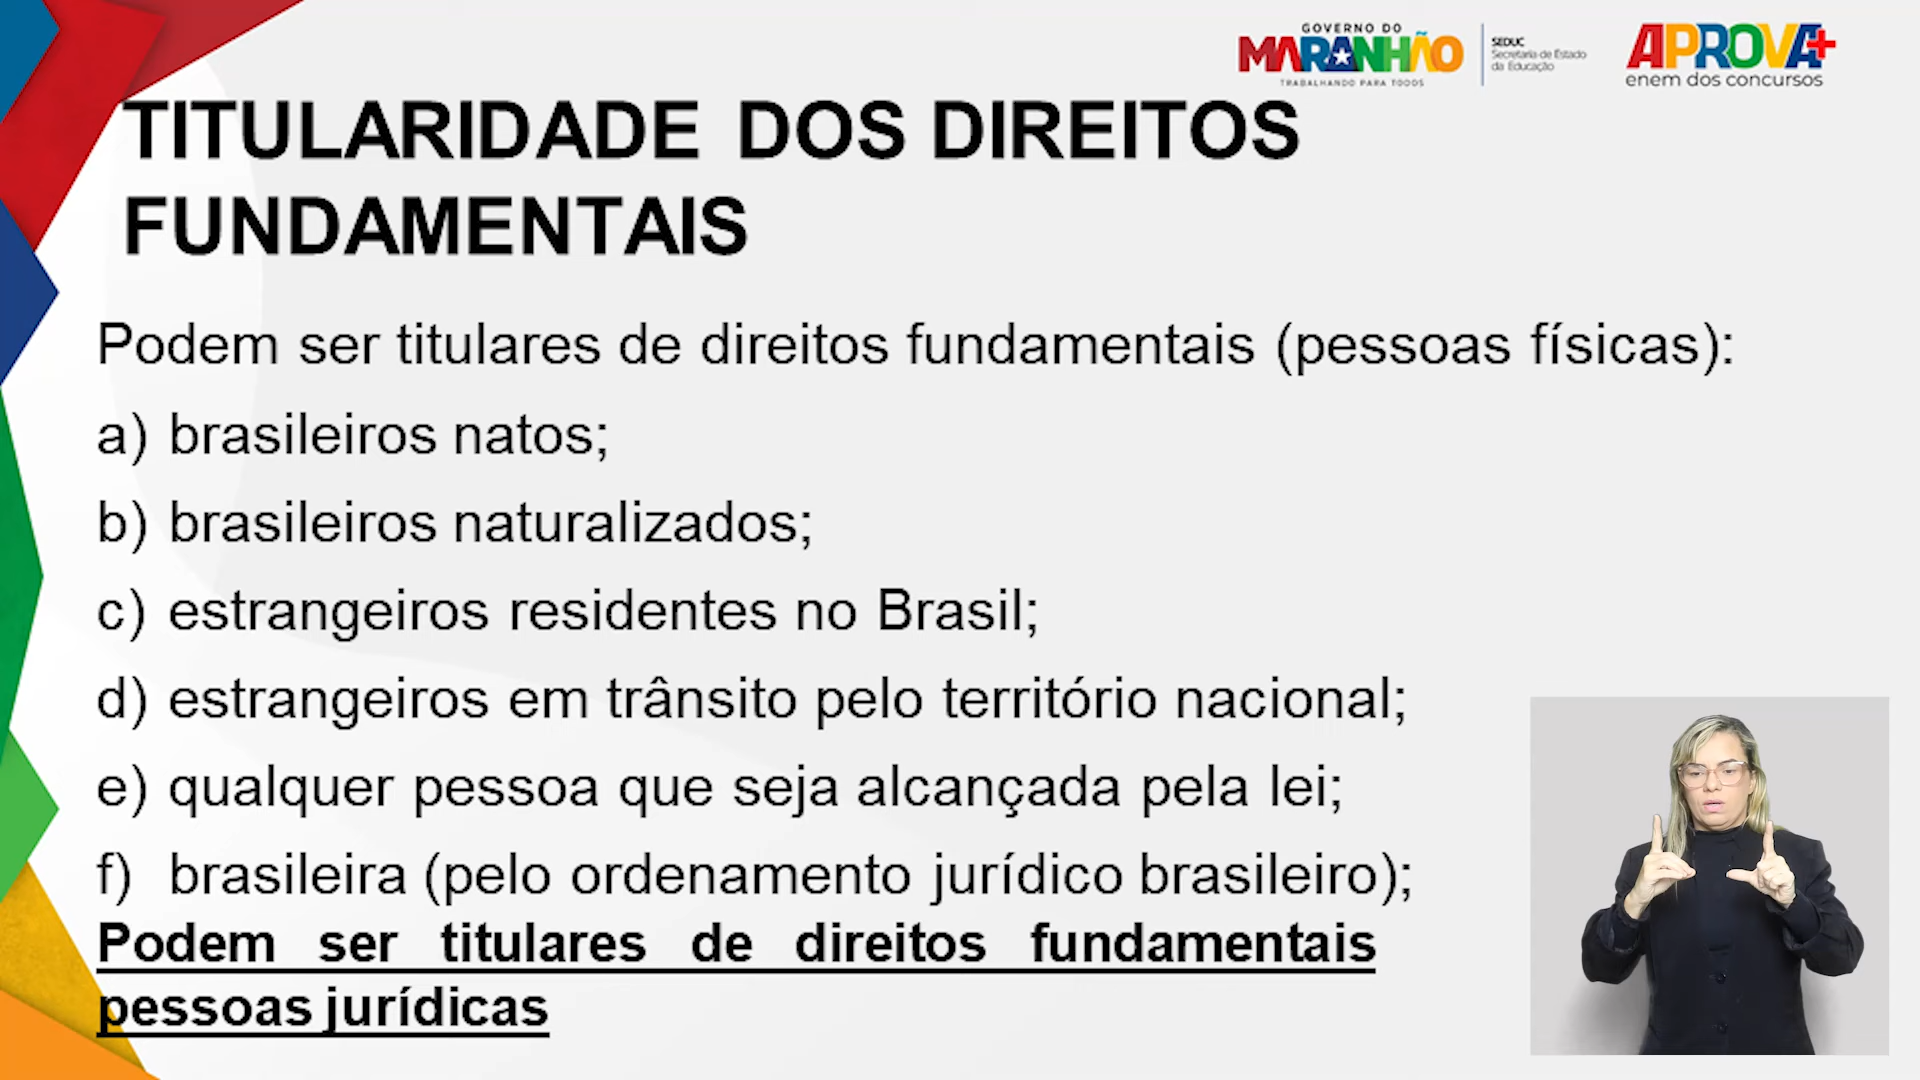 GOVERNO DO
MARANHÃO
TRABALHANDO PARA TODOS
SEDUC
Secretaria de Estado
da Educação
APROVA+
enem dos concursos
TITULARIDADE DOS DIREITOS
FUNDAMENTAIS
Podem ser titulares de direitos fundamentais (pessoas físicas):
a) brasileiros natos;
b) brasileiros naturalizados;
c) estrangeiros residentes no Brasil;
d) estrangeiros em trânsito pelo território nacional;
e) qualquer pessoa que seja alcançada pela lei;
f) brasileira (pelo ordenamento jurídico brasileiro);
Podem ser titulares de direitos fundamentais
pessoas jurídicas